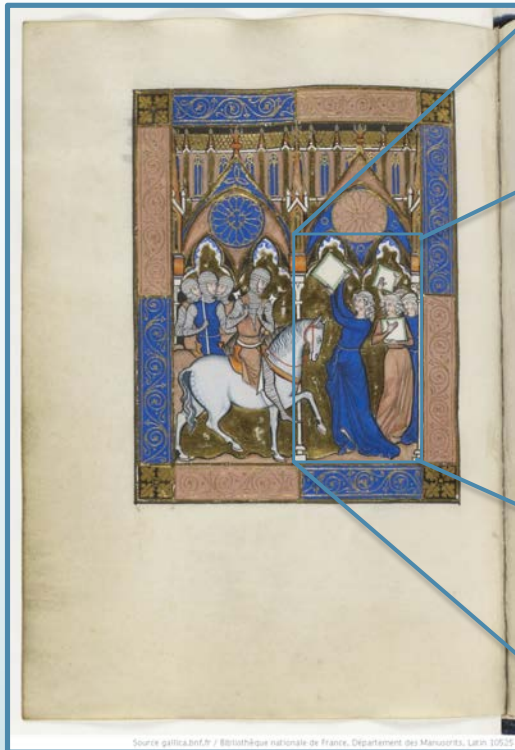 Source gallica.bnf.fr / Bibliothèque nationale de France. Département des Manuscrits. Latin 10525